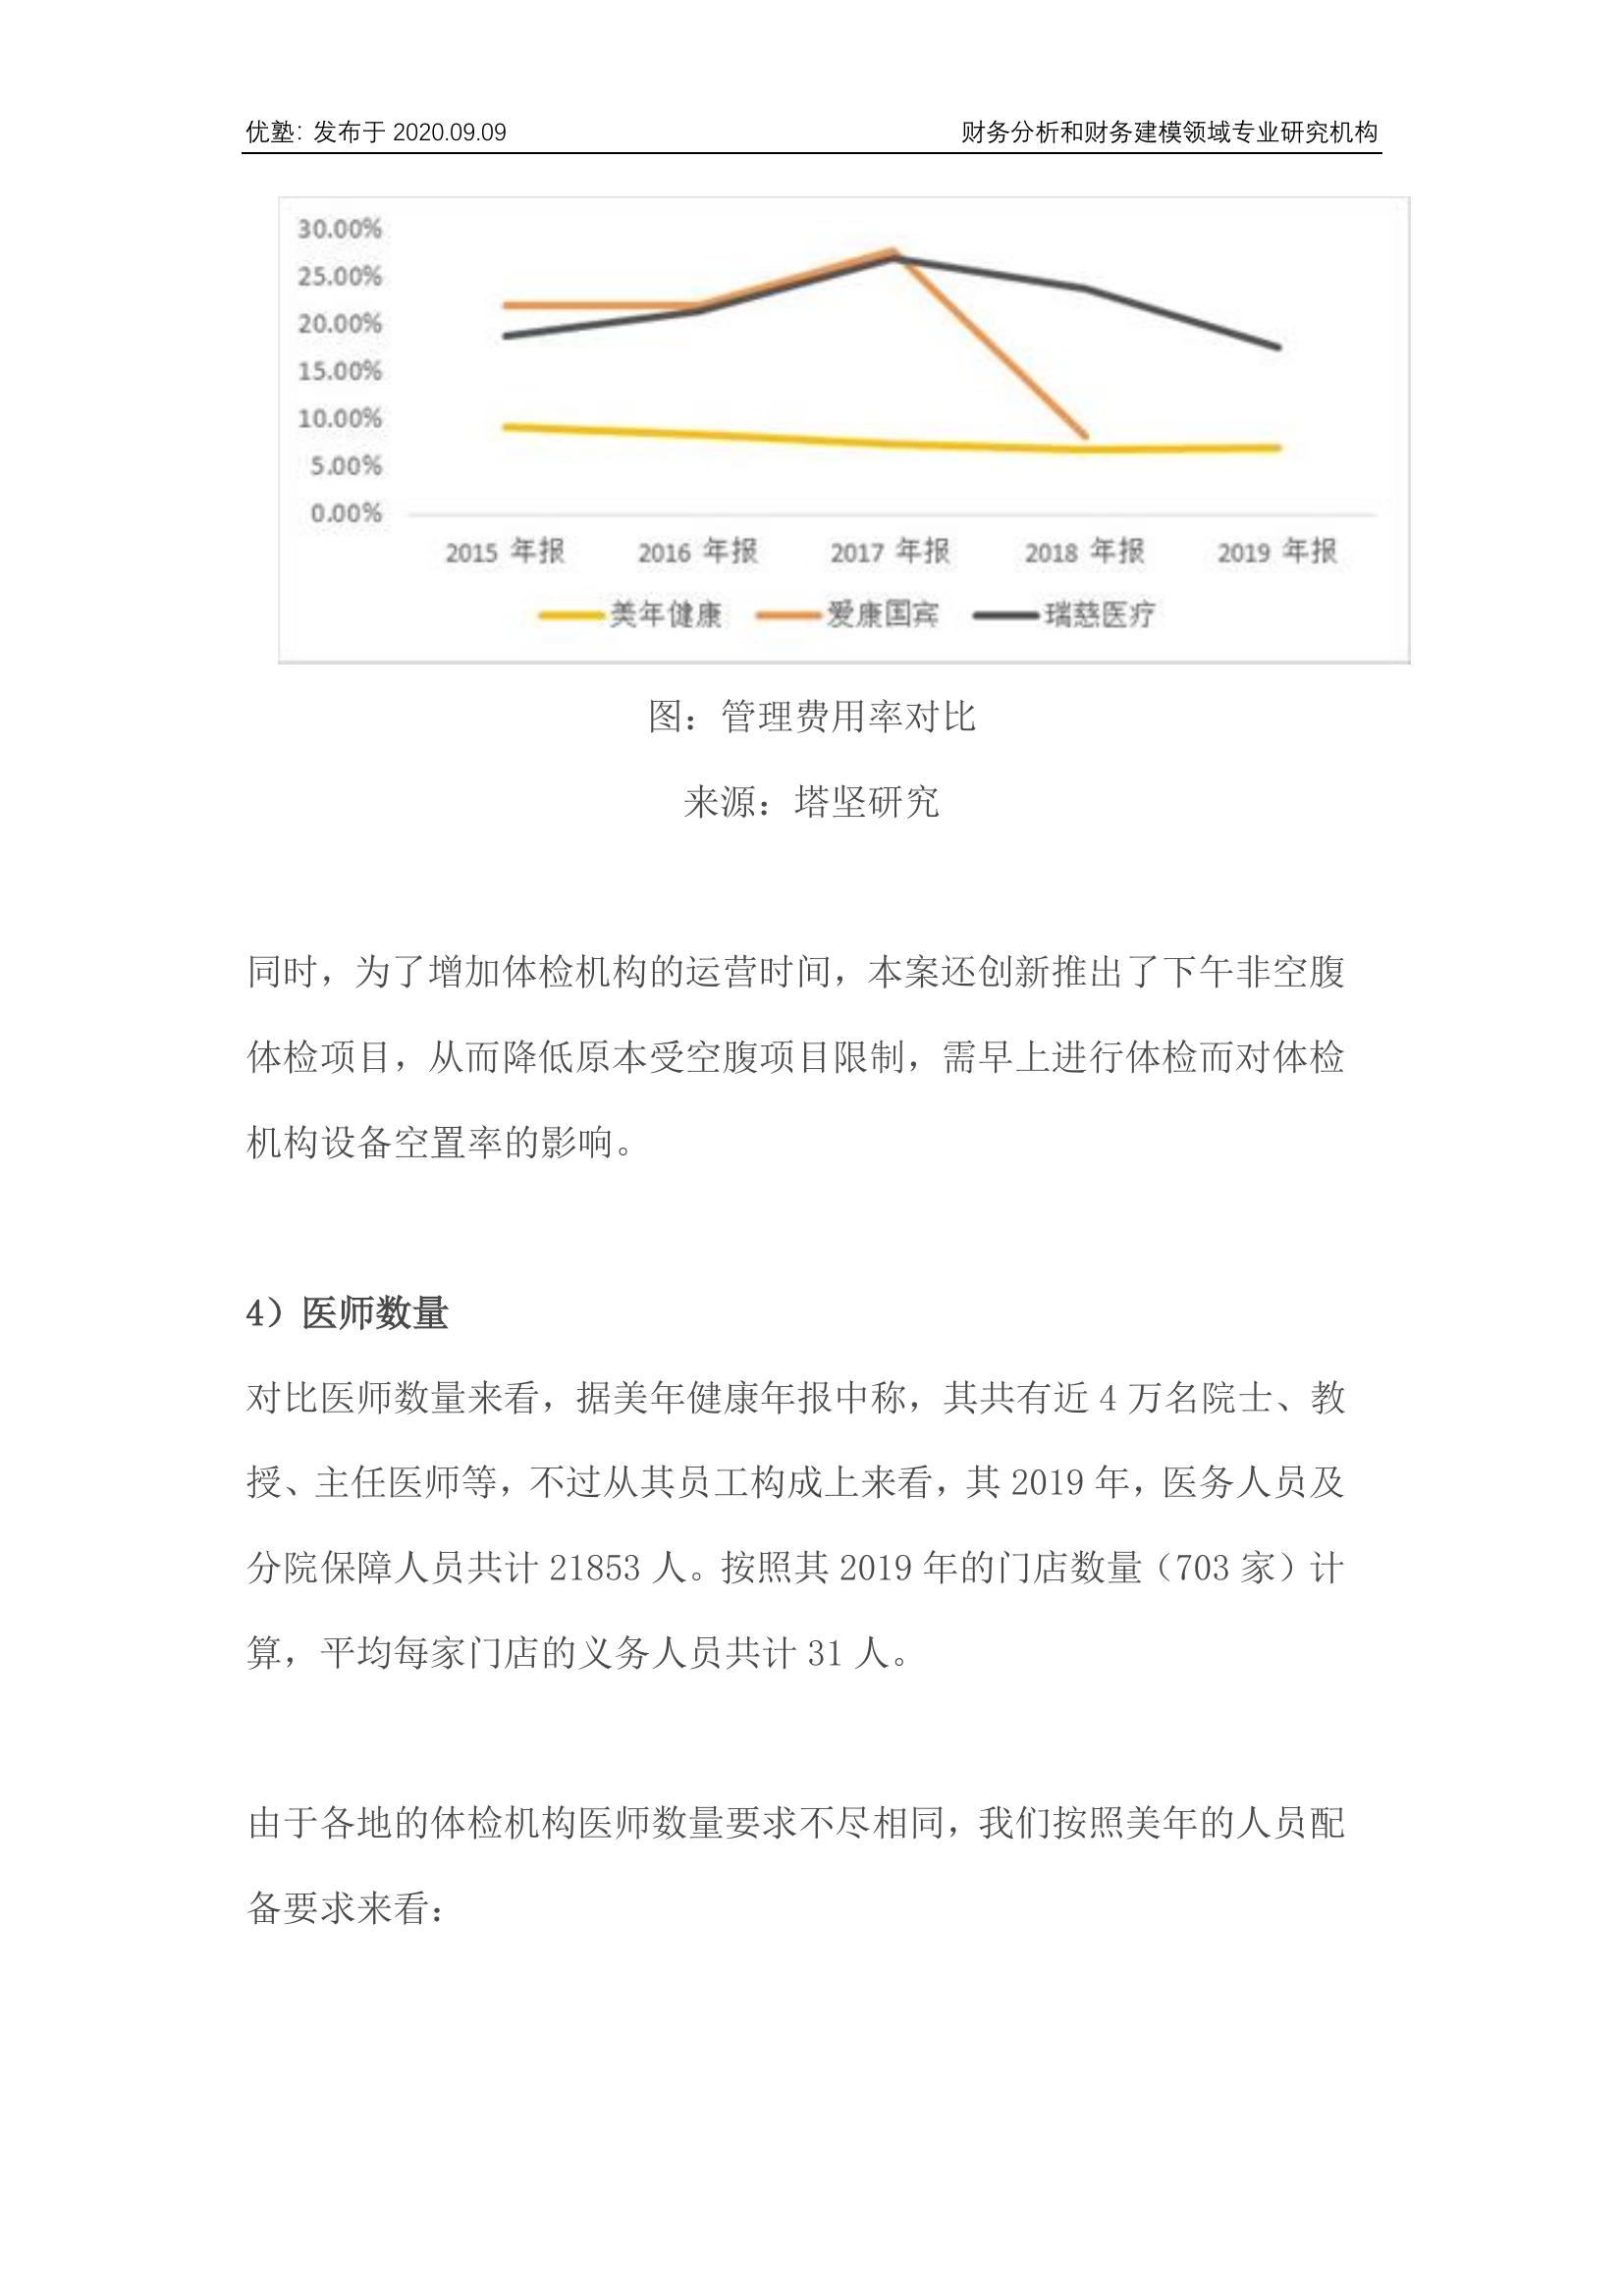 优塾：发布于 2020.09.09 财务分析和财务建模领域专业研究机构
30.00%
25.00%
20.00%
15.00%
10.00%
5.00%
0.00%
2015 年报 2016 年报 2017 年报 2018 年报 2019 年报
美年健康 爱康国宾 瑞慈医疗
图：管理费用率对比
来源：塔坚研究
同时，为了增加体检机构的运营时间，本案还创新推出了下午非空腹
体检项目，从而降低原本受空腹项目限制，需早上进行体检而对体检
机构设备空置率的影响。
4）医师数量
对比医师数量来看，据美年健康年报中称，其共有近 4 万名院士、教
授、主任医师等，不过从其员工构成上来看，其 2019 年，医务人员及
分院保障人员共计 21853 人。按照其 2019 年的门店数量（703 家）计
算，平均每家门店的义务人员共计 31 人。
由于各地的体检机构医师数量要求不尽相同，我们按照美年的人员配
备要求来看：